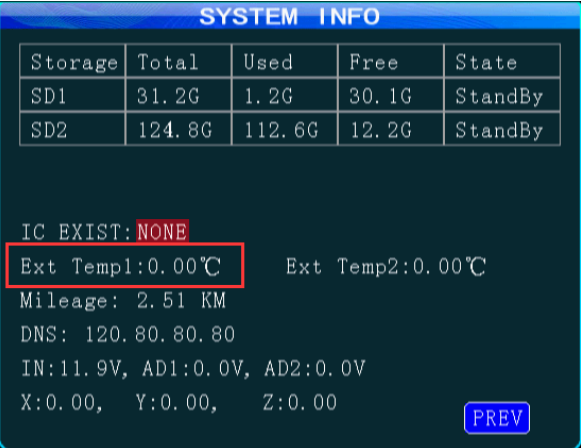 SYSTEM INFO
Storage Total Used Free State
SD1 31.2G 1.2G 30.1G StandBy
SD2 124.8G 112.6G 12.2G StandBy
IC EXIST:NONE
Ext Temp1:0.00℃ Ext Temp2:0.00℃
Mileage: 2.51 KM
DNS: 120.80.80.80
IN:11.9V, AD1:0.0V, AD2:0.0V
X:0.00, Y:0.00, Z:0.00
PREV